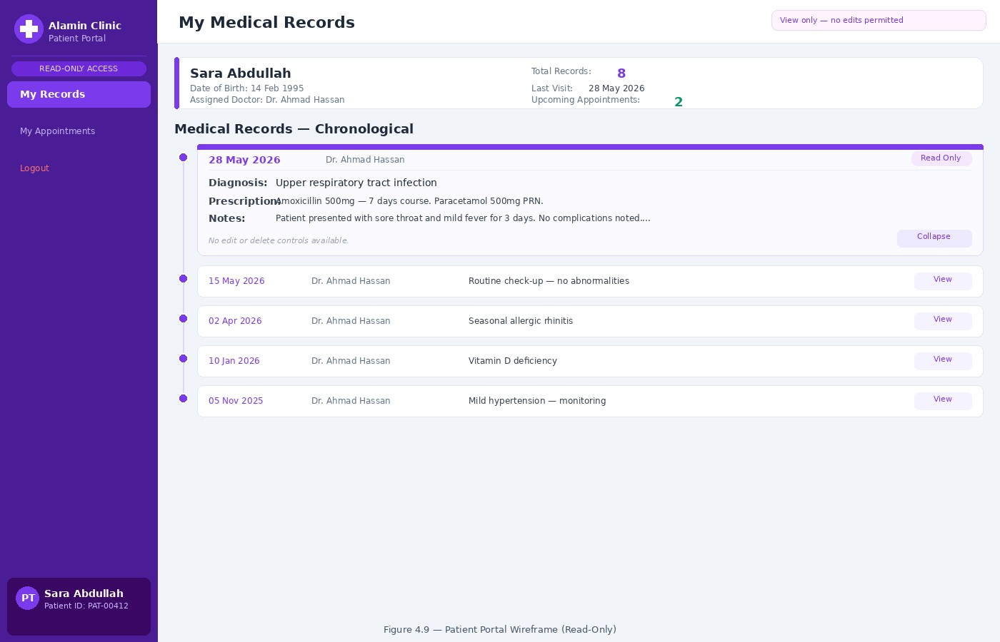 Alamin Clinic
Patient Portal
READ-ONLY ACCESS
My Records
My Appointments
Logout
Sara Abdullah
PT
Patient ID: PAT-00412
My Medical Records
View only — no edits permitted
Sara Abdullah
Date of Birth: 14 Feb 1995
Assigned Doctor: Dr. Ahmad Hassan
Total Records: 8
Last Visit: 28 May 2026
Upcoming Appointments: 2
Medical Records — Chronological
28 May 2026 Dr. Ahmad Hassan Read Only
Diagnosis: Upper respiratory tract infection
Prescription: Amoxicillin 500mg — 7 days course. Paracetamol 500mg PRN.
Notes: Patient presented with sore throat and mild fever for 3 days. No complications noted....
No edit or delete controls available. Collapse
15 May 2026 Dr. Ahmad Hassan Routine check-up — no abnormalities View
02 Apr 2026 Dr. Ahmad Hassan Seasonal allergic rhinitis View
10 Jan 2026 Dr. Ahmad Hassan Vitamin D deficiency View
05 Nov 2025 Dr. Ahmad Hassan Mild hypertension — monitoring View
Figure 4.9 — Patient Portal Wireframe (Read-Only)